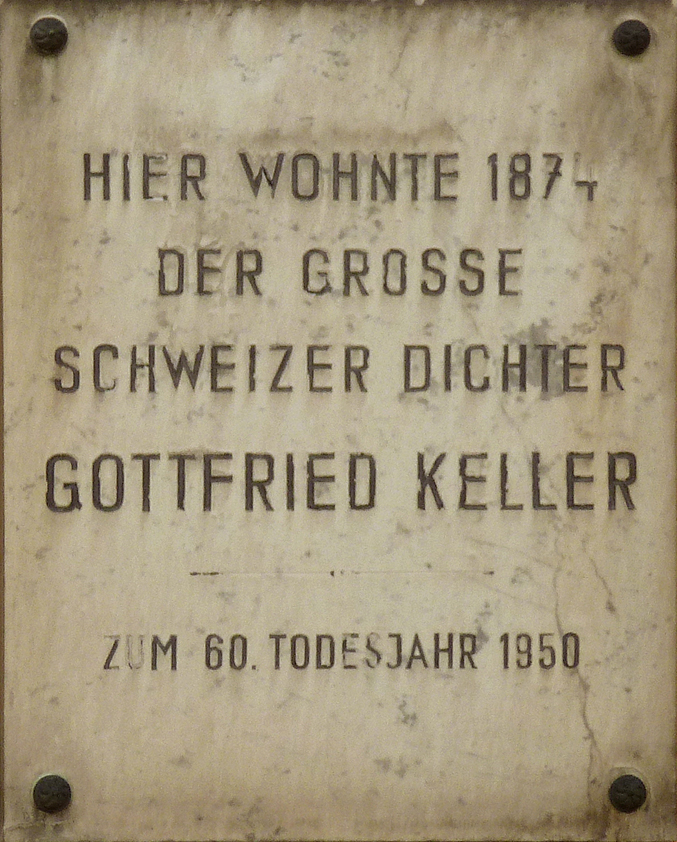 HIER WOHNTE 1874
DER GROSSE
SCHWEIZER DICHTER
GOTTFRIED KELLER
ZUM 60. TODESJAHR 1950